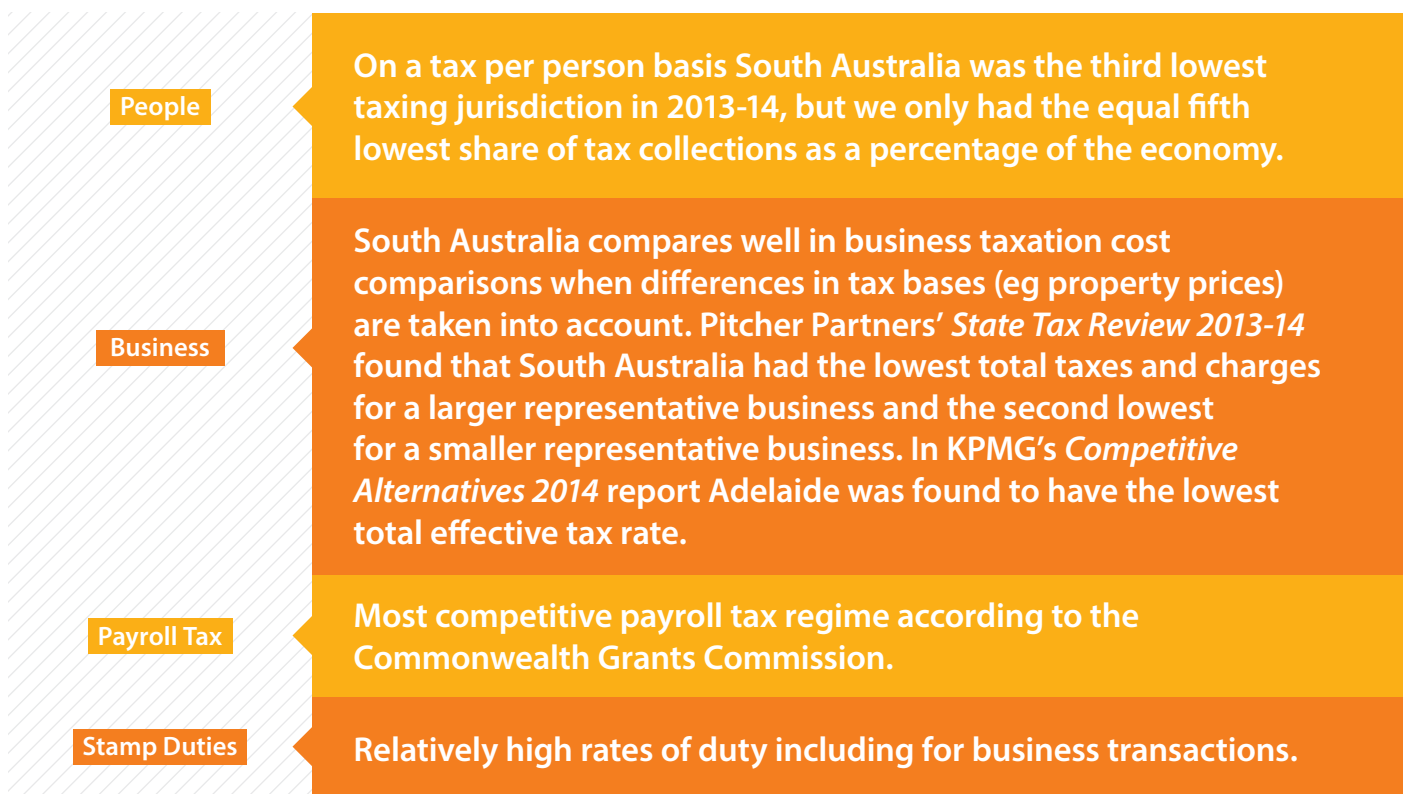 People
On a tax per person basis South Australia was the third lowest
taxing jurisdiction in 2013-14, but we only had the equal fifth
lowest share of tax collections as a percentage of the economy.
Business
South Australia compares well in business taxation cost
comparisons when differences in tax bases (eg property prices)
are taken into account. Pitcher Partners’ State Tax Review 2013-14
found that South Australia had the lowest total taxes and charges
for a larger representative business and the second lowest
for a smaller representative business. In KPMG’s Competitive
Alternatives 2014 report Adelaide was found to have the lowest
total effective tax rate.
Payroll Tax
Most competitive payroll tax regime according to the
Commonwealth Grants Commission.
Stamp Duties
Relatively high rates of duty including for business transactions.